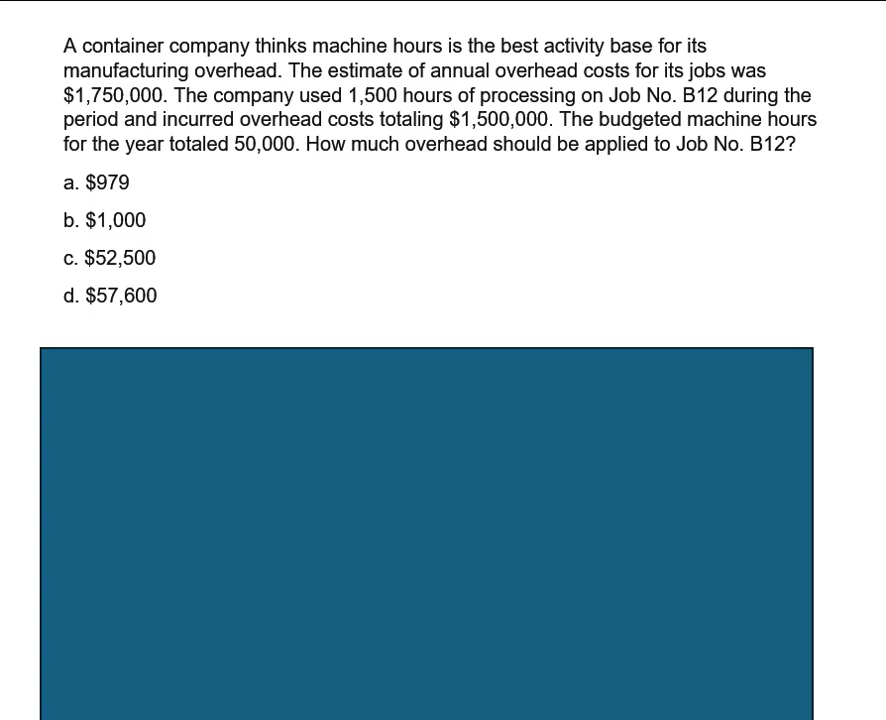 A container company thinks machine hours is the best activity base for its
manufacturing overhead. The estimate of annual overhead costs for its jobs was
$1,750,000. The company used 1,500 hours of processing on Job No. B12 during the
period and incurred overhead costs totaling $1,500,000. The budgeted machine hours
for the year totaled 50,000. How much overhead should be applied to Job No. B12?
a. $979
b. $1,000
c. $52,500
d. $57,600